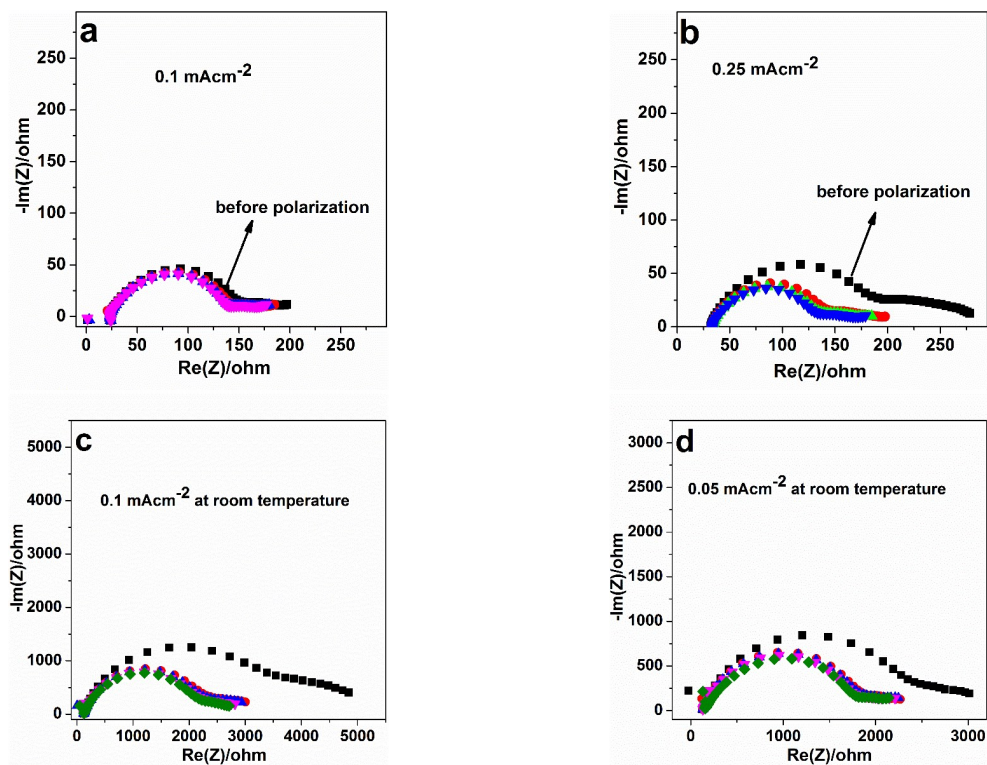 a
0.1 mAcm-2
before polarization
-Im(Z)/ohm
250
200
150
100
50
0
0 50 100 150 200 250
Re(Z)/ohm
b
0.25 mAcm-2
before polarization
-Im(Z)/ohm
250
200
150
100
50
0
0 50 100 150 200 250
Re(Z)/ohm
c
0.1 mAcm-2 at room temperature
-Im(Z)/ohm
5000
4000
3000
2000
1000
0
0 1000 2000 3000 4000 5000
Re(Z)/ohm
d
0.05 mAcm-2 at room temperature
-Im(Z)/ohm
3000
2500
2000
1500
1000
500
0
0 1000 2000 3000
Re(Z)/ohm